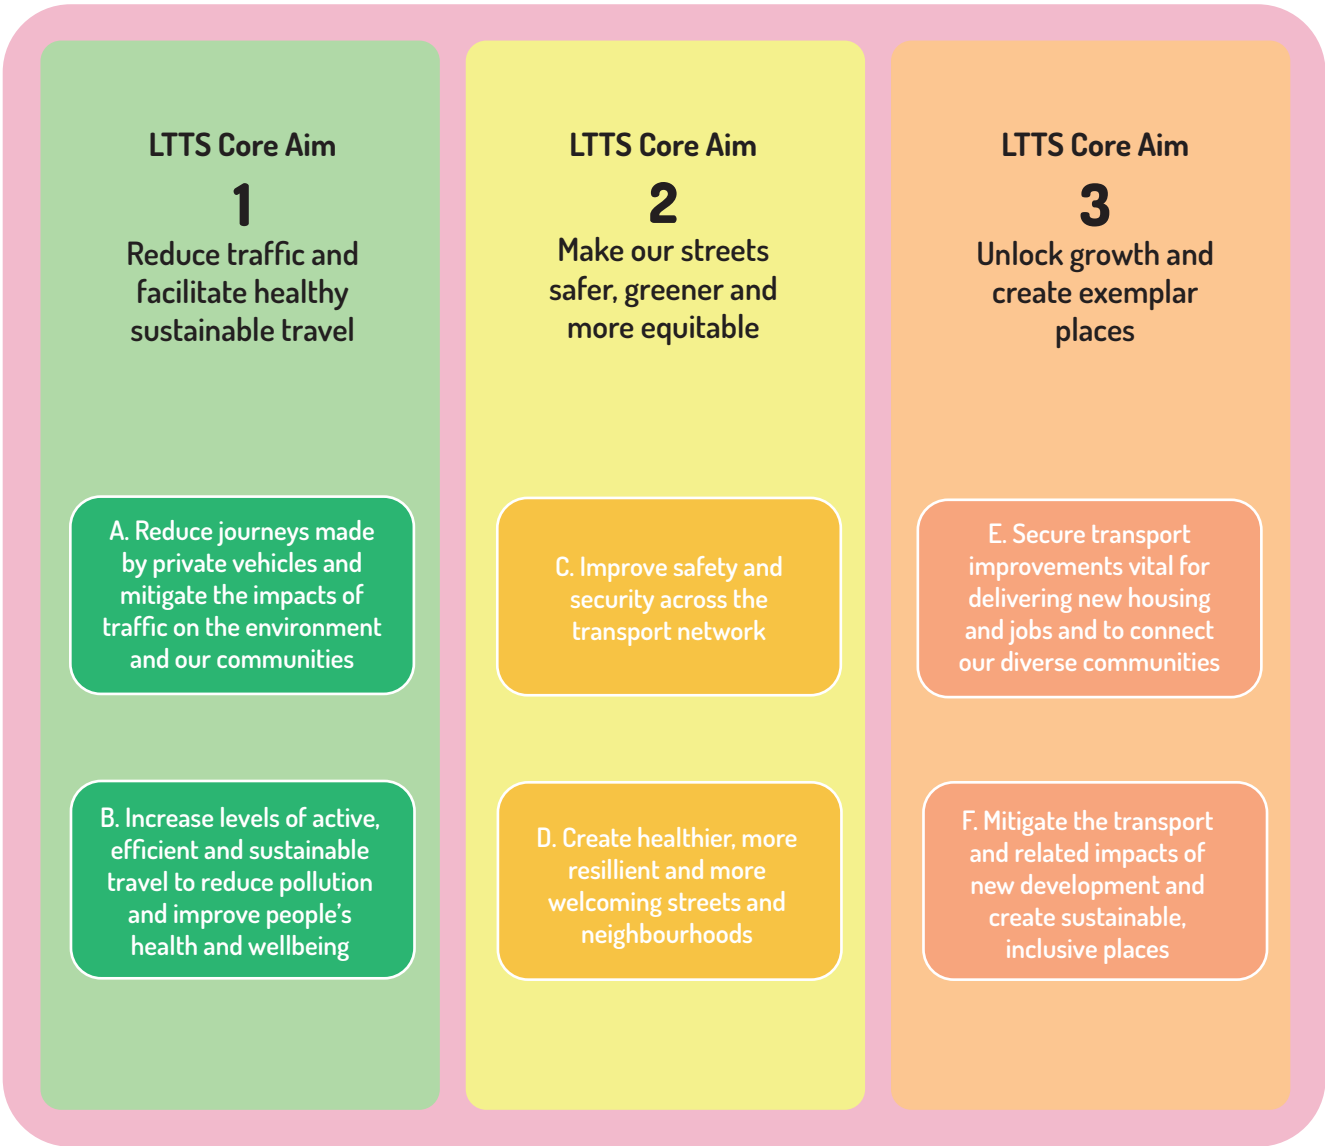 LTTS Core Aim
1
Reduce traffic and
facilitate healthy
sustainable travel
A. Reduce journeys made
by private vehicles and
mitigate the impacts of
traffic on the environment
and our communities
B. Increase levels of active,
efficient and sustainable
travel to reduce pollution
and improve people's
health and wellbeing
LTTS Core Aim
2
Make our streets
safer, greener and
more equitable
C. Improve safety and
security across the
transport network
D. Create healthier, more
resillient and more
welcoming streets and
neighbourhoods
LTTS Core Aim
3
Unlock growth and
create exemplar
places
E. Secure transport
improvements vital for
delivering new housing
and jobs and to connect
our diverse communities
F. Mitigate the transport
and related impacts of
new development and
create sustainable,
inclusive places